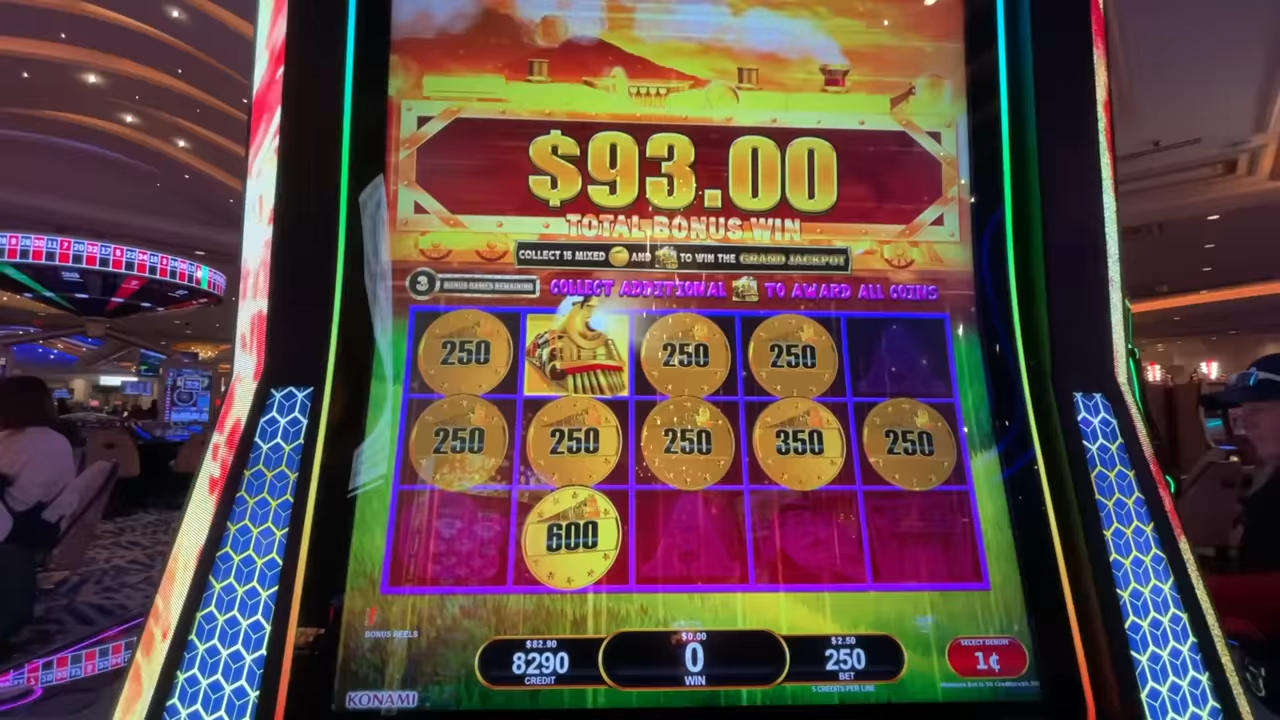 $93.00
TOTAL BONUS WIN
COLLECT 15 MIXED AND TO WIN THE GRAND JACKPOT
3 BONUS GAMES REMAINING
COLLECT ADDITIONAL TO AWARD ALL COINS
250 250 250
250 250 250 350 250
600
BONUS REELS
$82.90 $0.00 $2.50 SELECT DENOM
8290 0 250 1¢
CREDIT WIN BET
5 CREDITS PER LINE
KONAMI